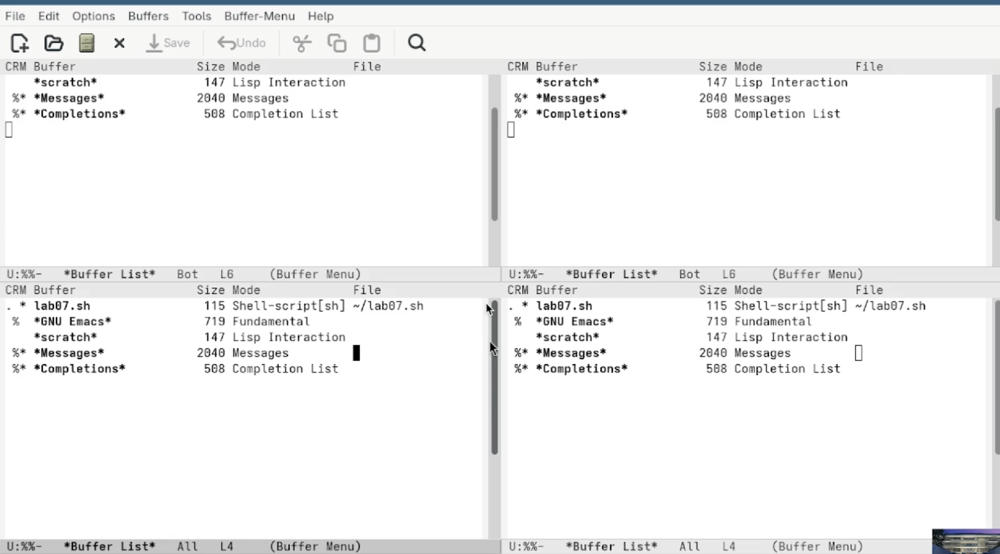 File Edit Options Buffers Tools Buffer-Menu Help
Save Undo
CRM Buffer Size Mode File
*scratch* 147 Lisp Interaction
%* *Messages* 2040 Messages
%* *Completions* 508 Completion List
U:%%- *Buffer List* Bot L6 (Buffer Menu)
CRM Buffer Size Mode File
*scratch* 147 Lisp Interaction
%* *Messages* 2040 Messages
%* *Completions* 508 Completion List
U:%%- *Buffer List* Bot L6 (Buffer Menu)
CRM Buffer Size Mode File
. * lab07.sh 115 Shell-script[sh] ~/lab07.sh
% *GNU Emacs* 719 Fundamental
*scratch* 147 Lisp Interaction
%* *Messages* 2040 Messages
%* *Completions* 508 Completion List
U:%%- *Buffer List* All L4 (Buffer Menu)
CRM Buffer Size Mode File
. * lab07.sh 115 Shell-script[sh] ~/lab07.sh
% *GNU Emacs* 719 Fundamental
*scratch* 147 Lisp Interaction
%* *Messages* 2040 Messages
%* *Completions* 508 Completion List
U:%%- *Buffer List* All L4 (Buffer Menu)